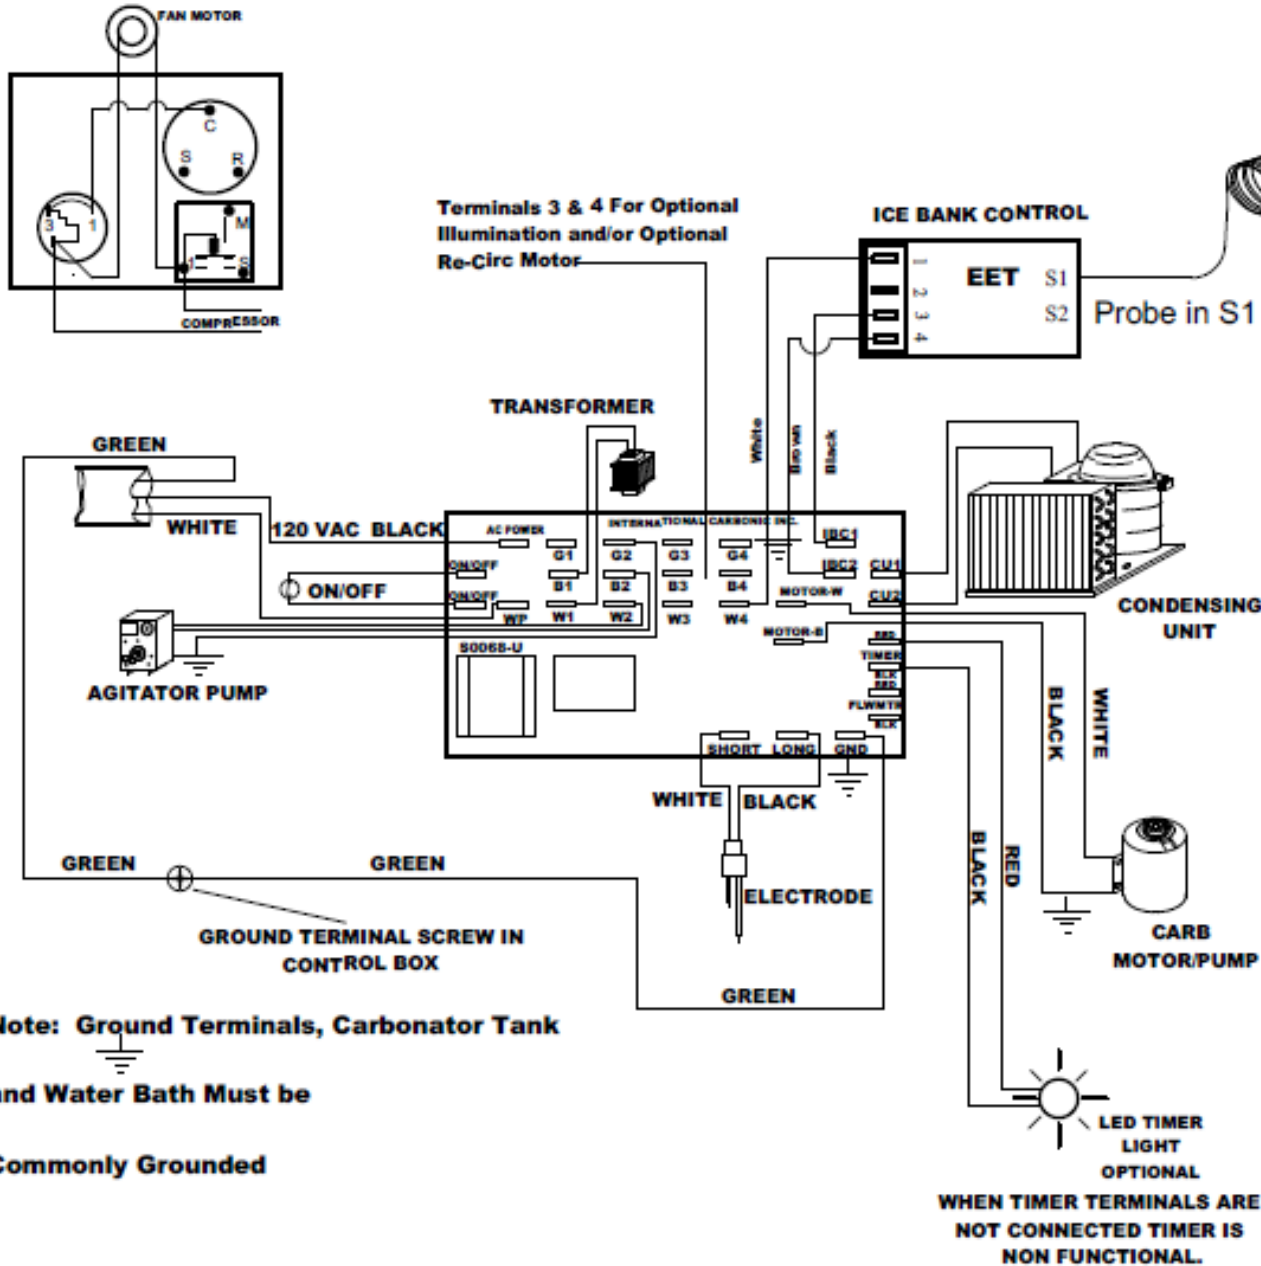 FAN MOTOR
C
S R
3 1
M
1 S
COMPRESSOR
Terminals 3 & 4 For Optional
Illumination and/or Optional
Re-Circ Motor
ICE BANK CONTROL
1
2
3
4
EET
S1
S2
Probe in S1
TRANSFORMER
White
Brown
Black
GREEN
WHITE
120 VAC BLACK
ON/OFF
AGITATOR PUMP
AC POWER
INTERNATIONAL CARBONIC INC.
G1 G2 G3 G4
IBC1
ON/OFF
B1 B2 B3 B4
IBC2
CU1
ON/OFF
WP W1 W2 W3 W4
MOTOR-W
CU2
MOTOR-B
RED
TIMER
BLK
RED
FLWMTR
BLK
S0068-U
SHORT LONG GND
CONDENSING
UNIT
WHITE BLACK
ELECTRODE
BLACK
WHITE
BLACK
RED
CARB
MOTOR/PUMP
GREEN GREEN
GROUND TERMINAL SCREW IN
CONTROL BOX
GREEN
Note: Ground Terminals, Carbonator Tank
and Water Bath Must be
Commonly Grounded
LED TIMER
LIGHT
OPTIONAL
WHEN TIMER TERMINALS ARE
NOT CONNECTED TIMER IS
NON FUNCTIONAL.